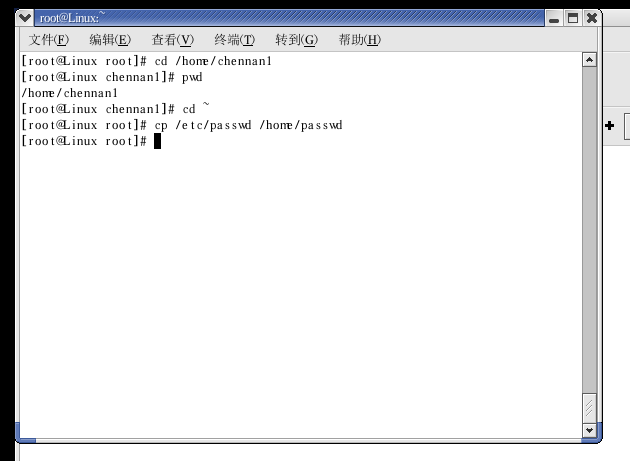 root@Linux:~
文件(F) 编辑(E) 查看(V) 终端(T) 转到(G) 帮助(H)
[root@Linux root]# cd /home/chennan1
[root@Linux chennan1]# pwd
/home/chennan1
[root@Linux chennan1]# cd ~
[root@Linux root]# cp /etc/passwd /home/passwd
[root@Linux root]#